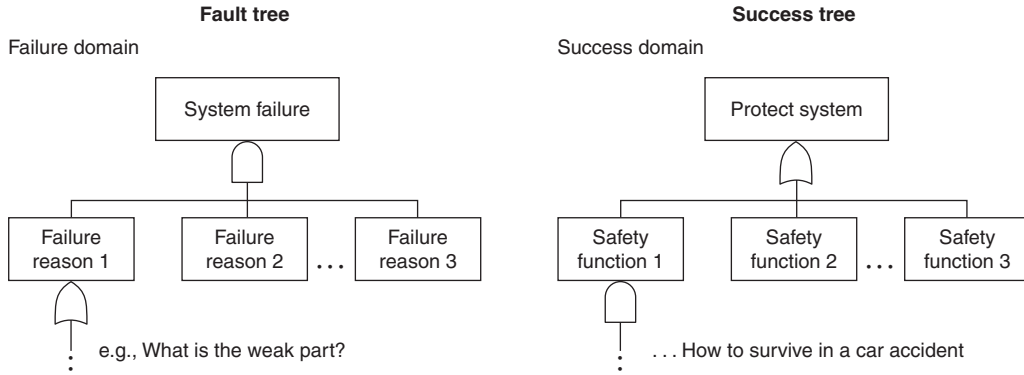 Fault tree
Failure domain
System failure
Failure
reason 1
Failure
reason 2
...
Failure
reason 3
e.g., What is the weak part?
Success tree
Success domain
Protect system
Safety
function 1
Safety
function 2
...
Safety
function 3
... How to survive in a car accident